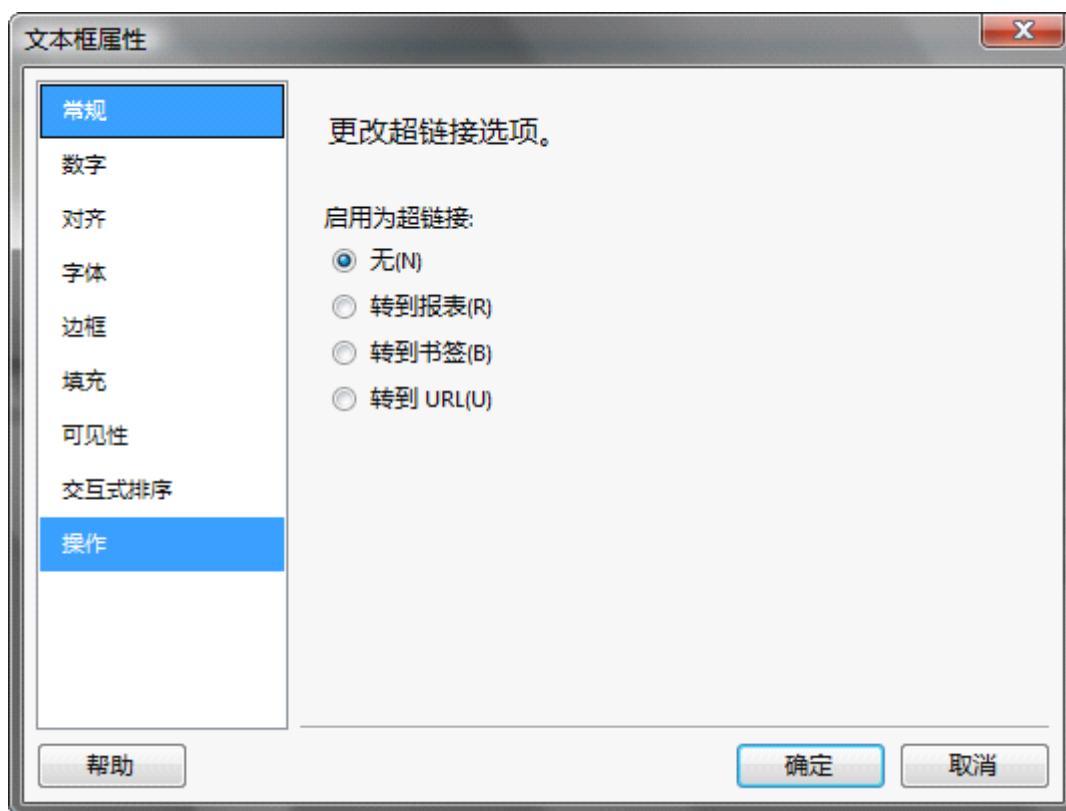 文本框属性
常规
数字
对齐
字体
边框
填充
可见性
交互式排序
操作
更改超链接选项。
启用为超链接:
无(N)
转到报表(R)
转到书签(B)
转到 URL(U)
帮助
确定
取消